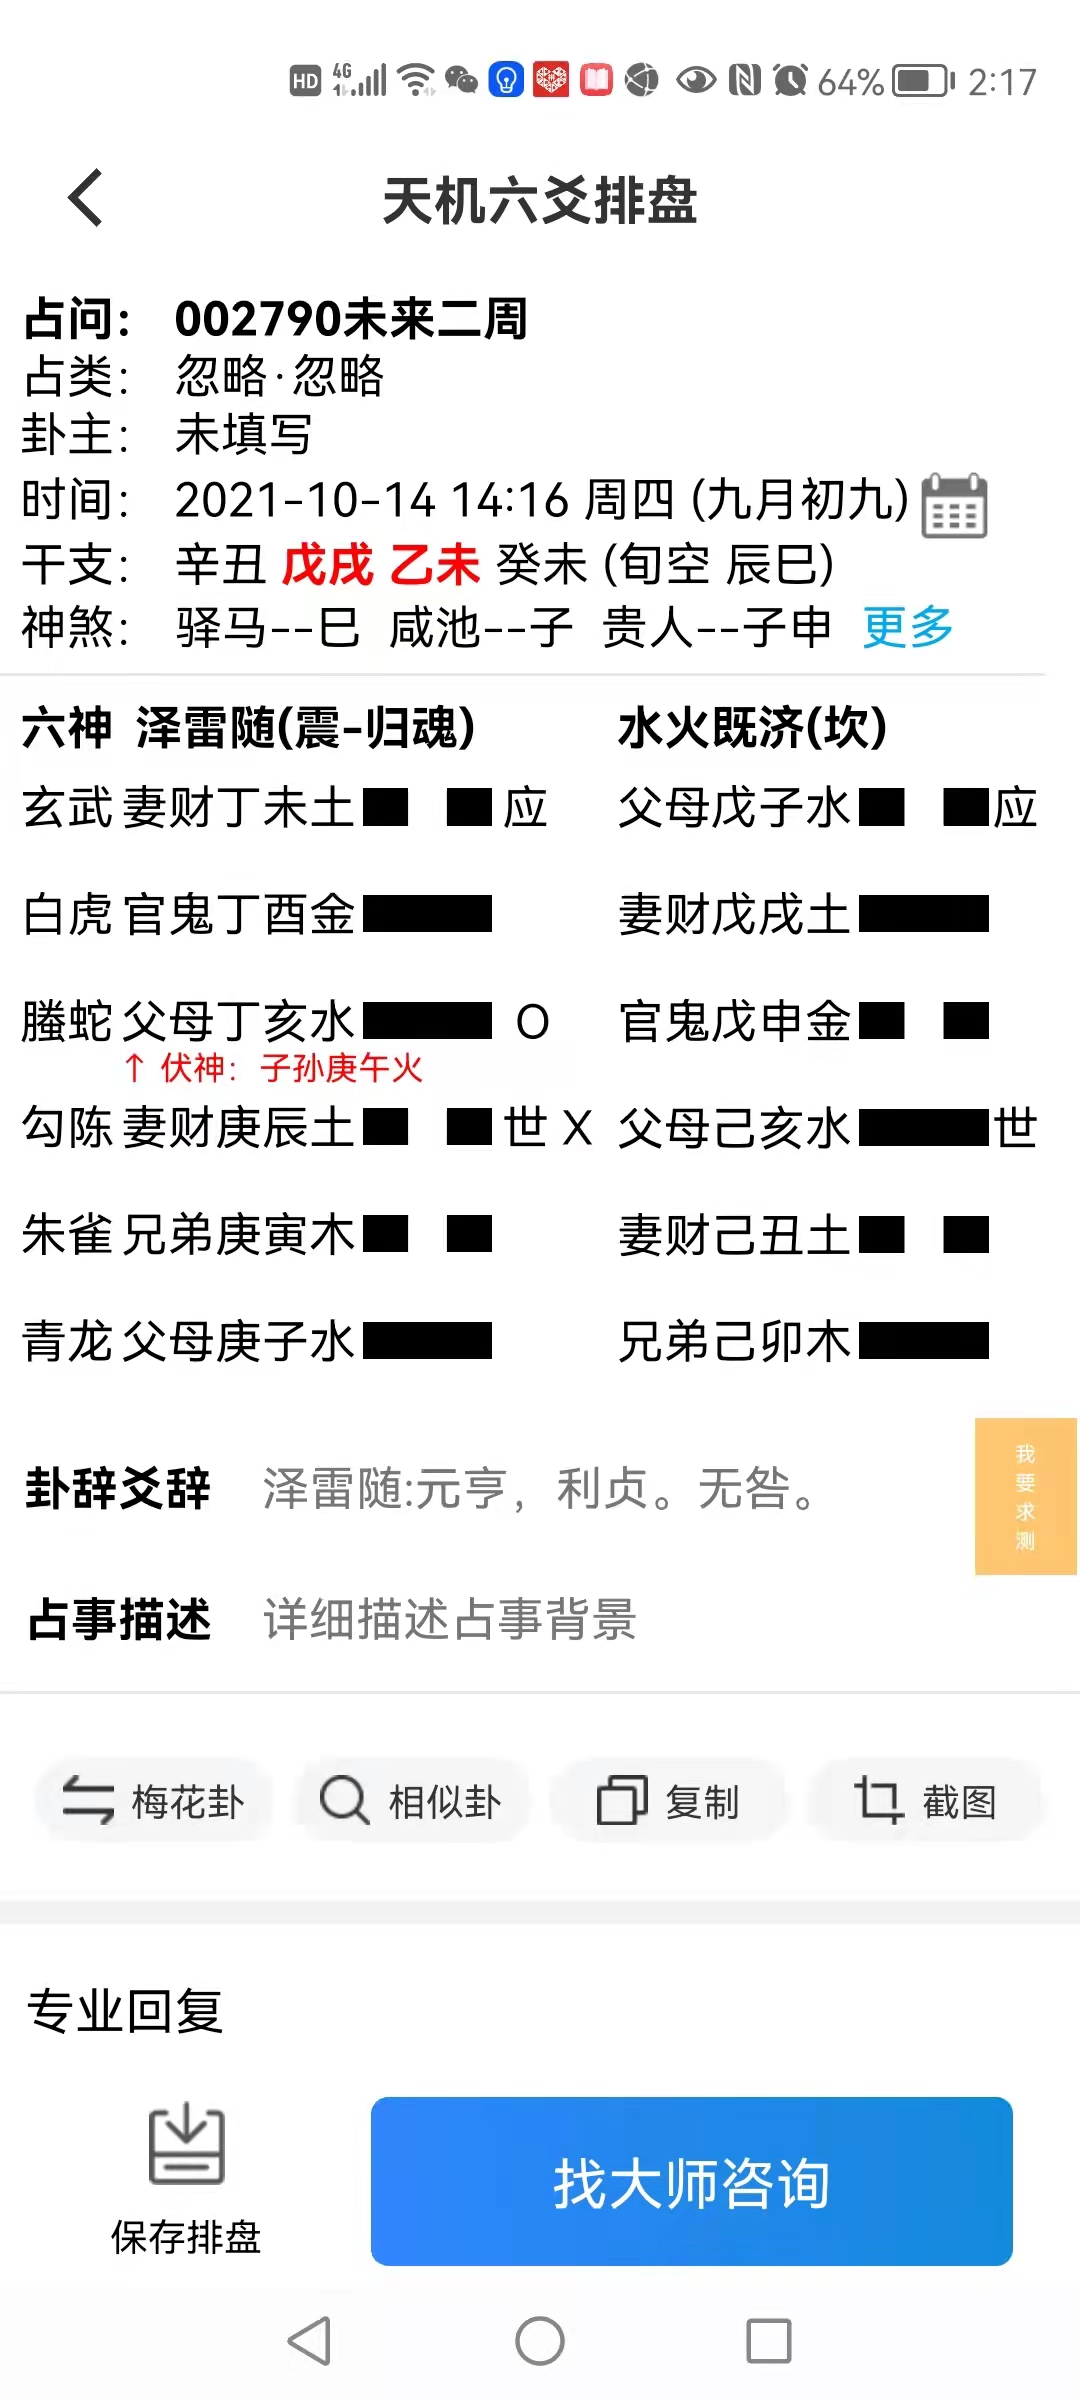 HD 4G 64% 2:17
天机六爻排盘
占问： 002790未来二周
占类： 忽略·忽略
卦主： 未填写
时间： 2021-10-14 14:16 周四 (九月初九)
干支： 辛丑 戊戌 乙未 癸未 (旬空 辰巳)
神煞： 驿马--巳 咸池--子 贵人--子申 更多
六神 泽雷随(震-归魂) 水火既济(坎)
玄武 妻财丁未土 应 父母戊子水 应
白虎 官鬼丁酉金 妻财戊戌土
螣蛇 父母丁亥水 O 官鬼戊申金
↑ 伏神：子孙庚午火
勾陈 妻财庚辰土 世 X 父母己亥水 世
朱雀 兄弟庚寅木 妻财己丑土
青龙 父母庚子水 兄弟己卯木
卦辞爻辞 泽雷随:元亨，利贞。无咎。
我要求测
占事描述 详细描述占事背景
梅花卦 相似卦 复制 截图
专业回复
保存排盘 找大师咨询